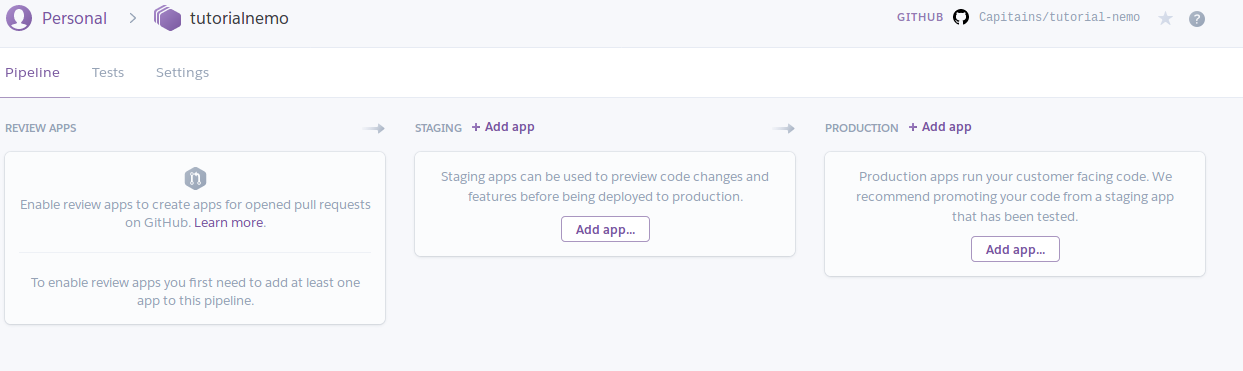 Personal > tutorialnemo GITHUB Capitains/tutorial-nemo ★ ?
Pipeline Tests Settings
REVIEW APPS
Enable review apps to create apps for opened pull requests
on GitHub. Learn more.
To enable review apps you first need to add at least one
app to this pipeline.
STAGING + Add app
Staging apps can be used to preview code changes and
features before being deployed to production.
Add app...
PRODUCTION + Add app
Production apps run your customer facing code. We
recommend promoting your code from a staging app
that has been tested.
Add app...